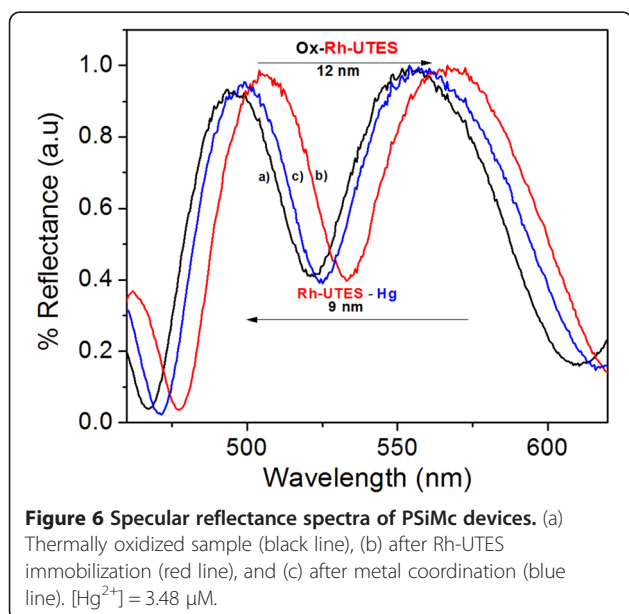 Ox-Rh-UTES
12 nm
1.0
0.8
0.6
0.4
0.2
0.0
% Reflectance (a.u)
a)
c)
b)
Rh-UTES - Hg
9 nm
500
550
600
Wavelength (nm)
Figure 6 Specular reflectance spectra of PSiMc devices. (a)
Thermally oxidized sample (black line), (b) after Rh-UTES
immobilization (red line), and (c) after metal coordination (blue
line). [Hg²⁺] = 3.48 μM.